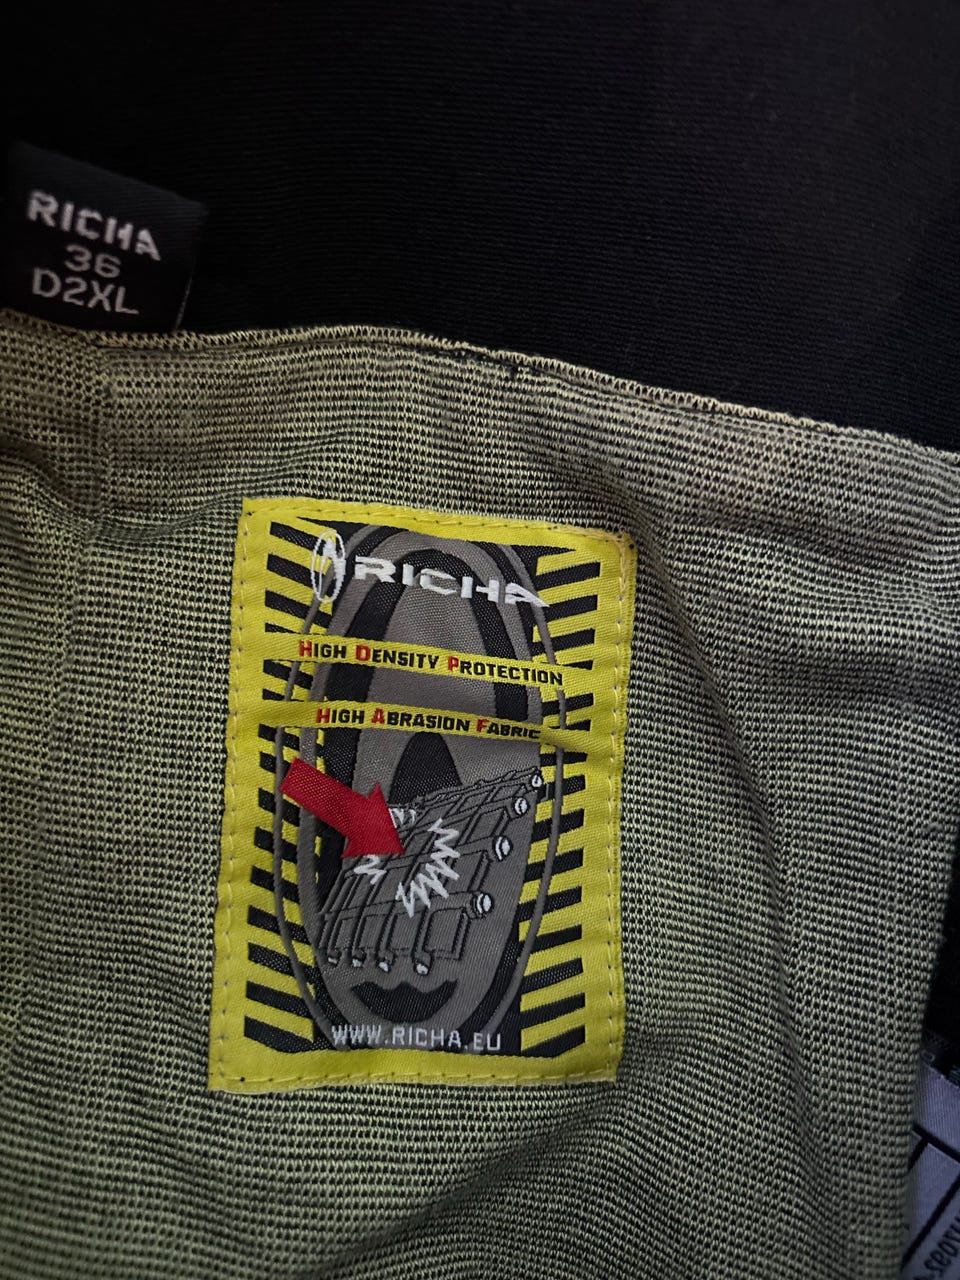 RICHA
36
D2XL
RICHA
HIGH DENSITY PROTECTION
HIGH ABRASION FABRIC
WWW.RICHA.EU